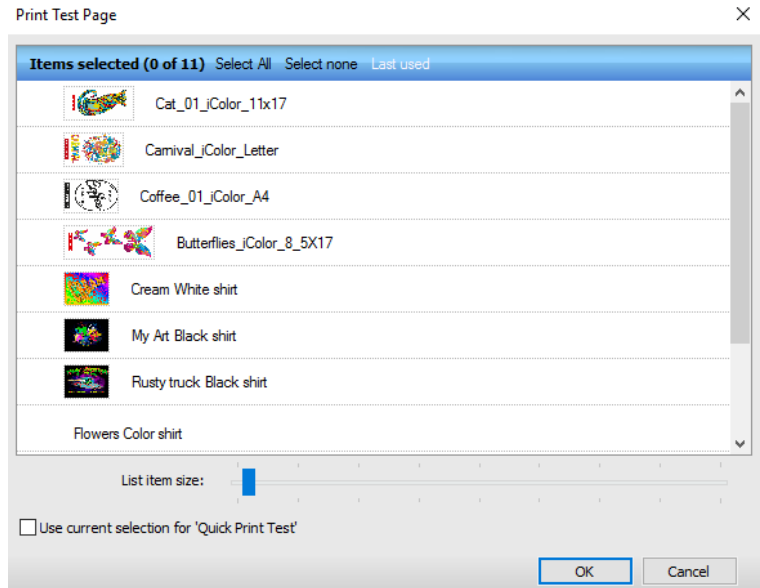 Print Test Page
Items selected (0 of 11) Select All Select none Last used
Cat_01_iColor_11x17
Carnival_iColor_Letter
Coffee_01_iColor_A4
Butterflies_iColor_8_5X17
Cream White shirt
My Art Black shirt
Rusty truck Black shirt
Flowers Color shirt
List item size:
Use current selection for 'Quick Print Test'
OK Cancel